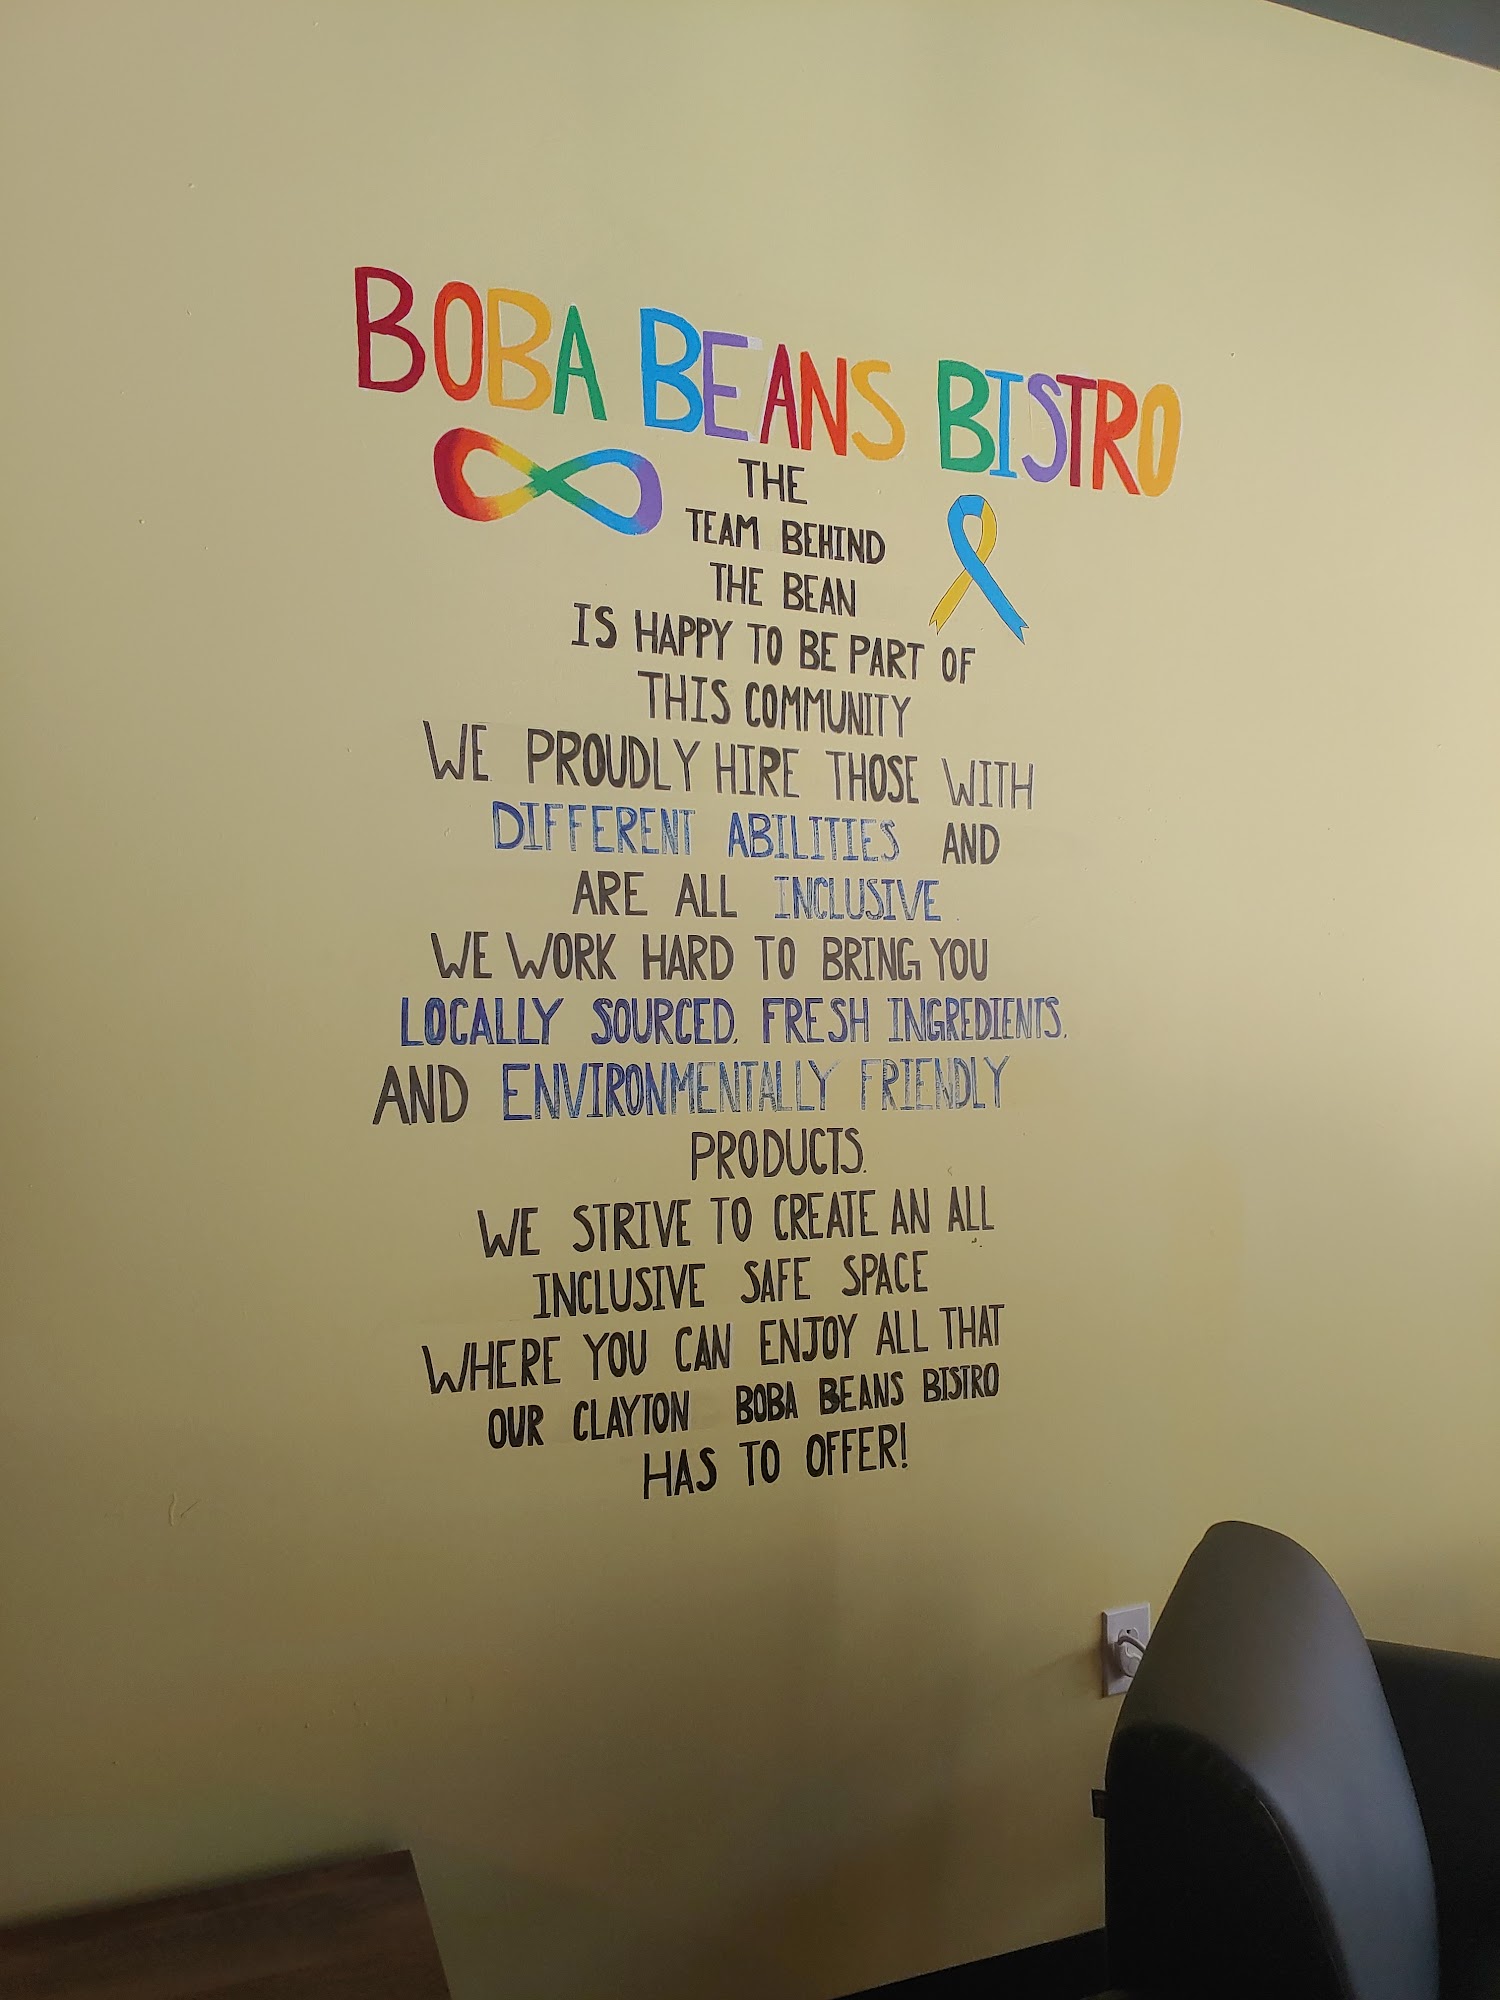 BOBA BEANS BISTRO
THE
TEAM BEHIND
THE BEAN
IS HAPPY TO BE PART OF
THIS COMMUNITY
WE PROUDLY HIRE THOSE WITH
DIFFERENT ABILITIES AND
ARE ALL INCLUSIVE
WE WORK HARD TO BRING YOU
LOCALLY SOURCED, FRESH INGREDIENTS,
AND ENVIRONMENTALLY FRIENDLY
PRODUCTS.
WE STRIVE TO CREATE AN ALL
INCLUSIVE SAFE SPACE
WHERE YOU CAN ENJOY ALL THAT
OUR CLAYTON BOBA BEANS BISTRO
HAS TO OFFER!